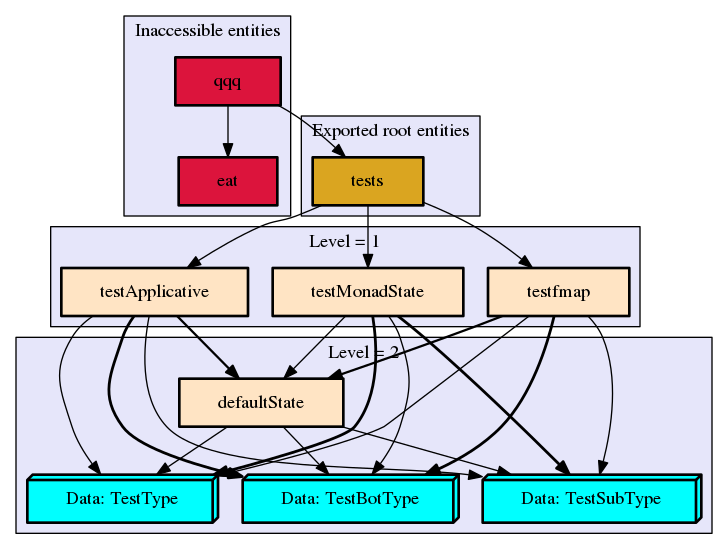 Inaccessible entities
qqq
Exported root entities
eat
tests
Level = 1
testApplicative
testMonadState
testfmap
Level = 2
defaultState
Data: TestType
Data: TestBotType
Data: TestSubType